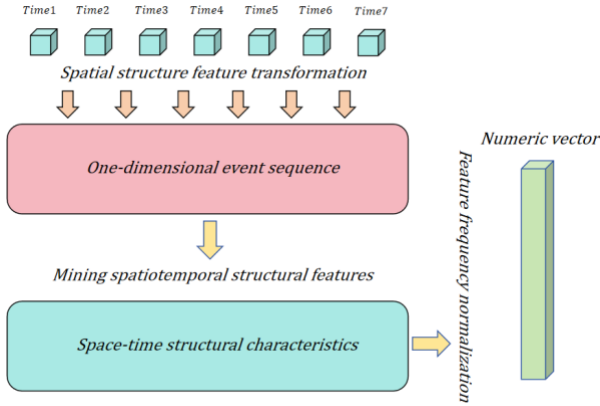 Time1 Time2 Time3 Time4 Time5 Time6 Time7
Spatial structure feature transformation
One-dimensional event sequence
Mining spatiotemporal structural features
Space-time structural characteristics
Feature frequency normalization
Numeric vector